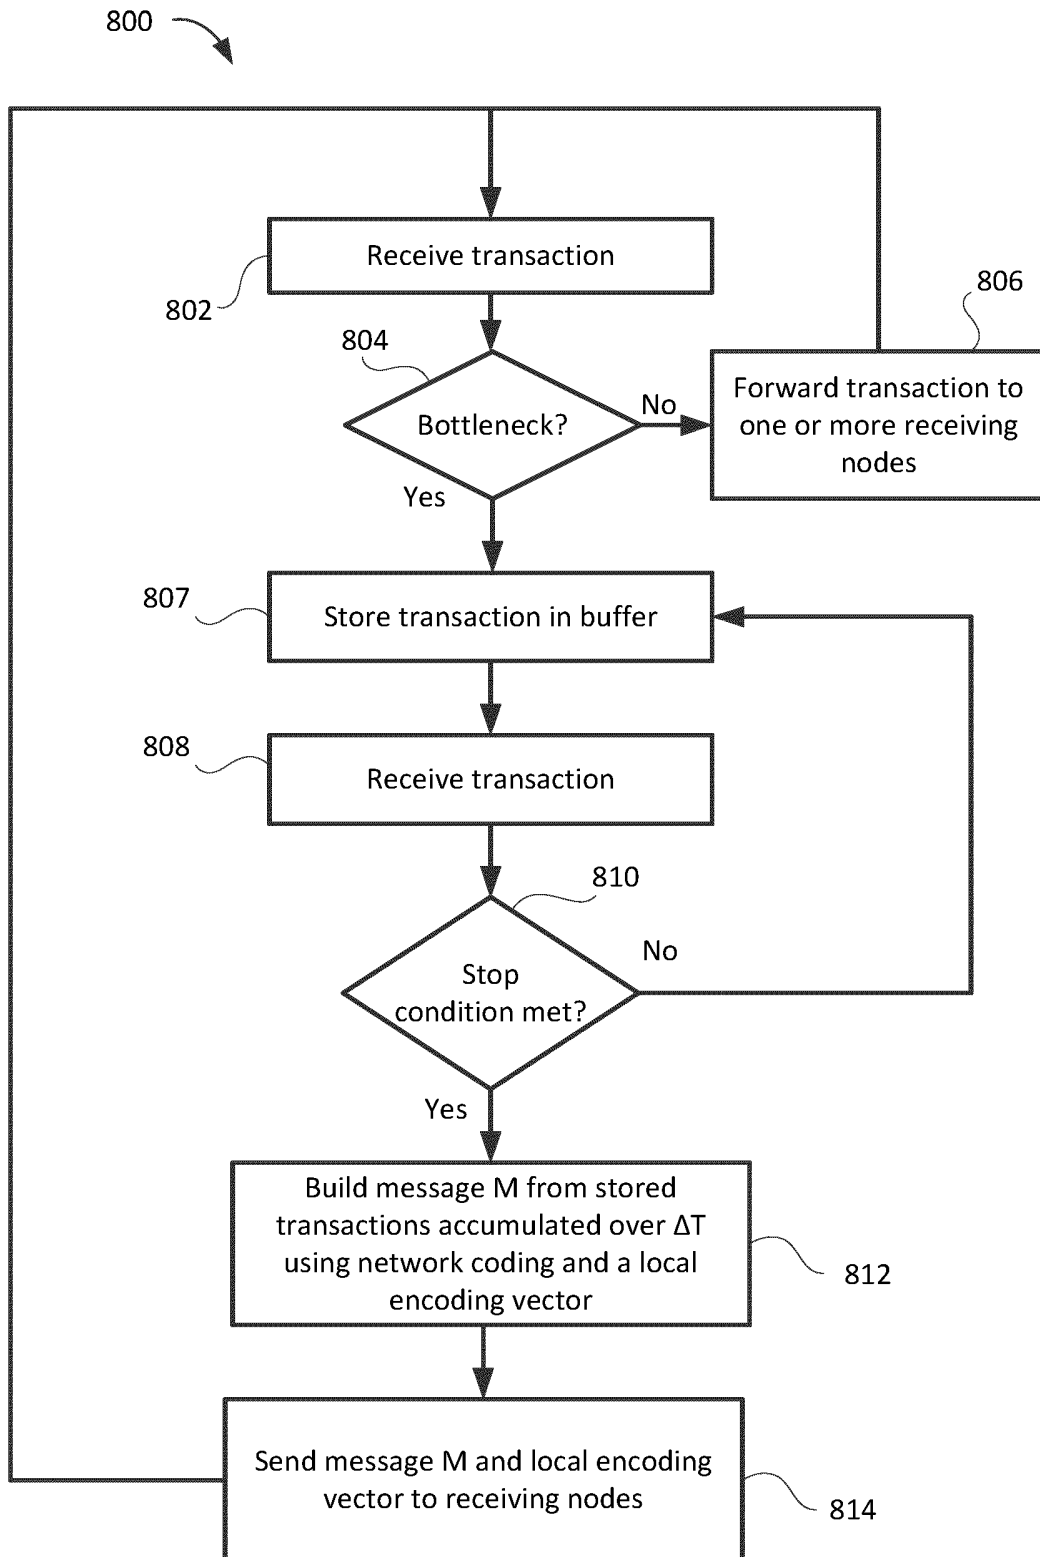 800
Receive transaction
802
806
804
Bottleneck?
No
Forward transaction to
one or more receiving
nodes
Yes
807
Store transaction in buffer
808
Receive transaction
810
No
Stop
condition met?
Yes
Build message M from stored
transactions accumulated over ΔT
using network coding and a local
encoding vector
812
Send message M and local encoding
vector to receiving nodes
814